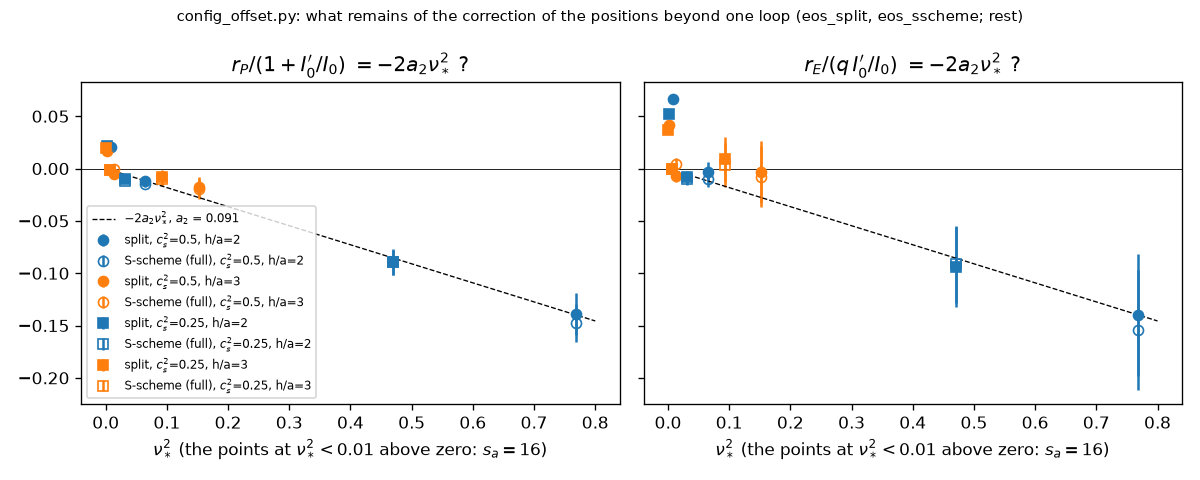 config_offset.py: what remains of the correction of the positions beyond one loop (eos_split, eos_sscheme; rest)
r_P/(1 + I_0′/I_0) = −2a_2ν_*^2 ?
r_E/(q I_0′/I_0) = −2a_2ν_*^2 ?
0.05
0.00
−0.05
−0.10
−0.15
−0.20
−2a_2ν_*^2, a_2 = 0.091
split, c_s^2=0.5, h/a=2
S-scheme (full), c_s^2=0.5, h/a=2
split, c_s^2=0.5, h/a=3
S-scheme (full), c_s^2=0.5, h/a=3
split, c_s^2=0.25, h/a=2
S-scheme (full), c_s^2=0.25, h/a=2
split, c_s^2=0.25, h/a=3
S-scheme (full), c_s^2=0.25, h/a=3
0.0 0.1 0.2 0.3 0.4 0.5 0.6 0.7 0.8
0.0 0.1 0.2 0.3 0.4 0.5 0.6 0.7 0.8
ν_*^2 (the points at ν_*^2 < 0.01 above zero: s_a = 16)
ν_*^2 (the points at ν_*^2 < 0.01 above zero: s_a = 16)